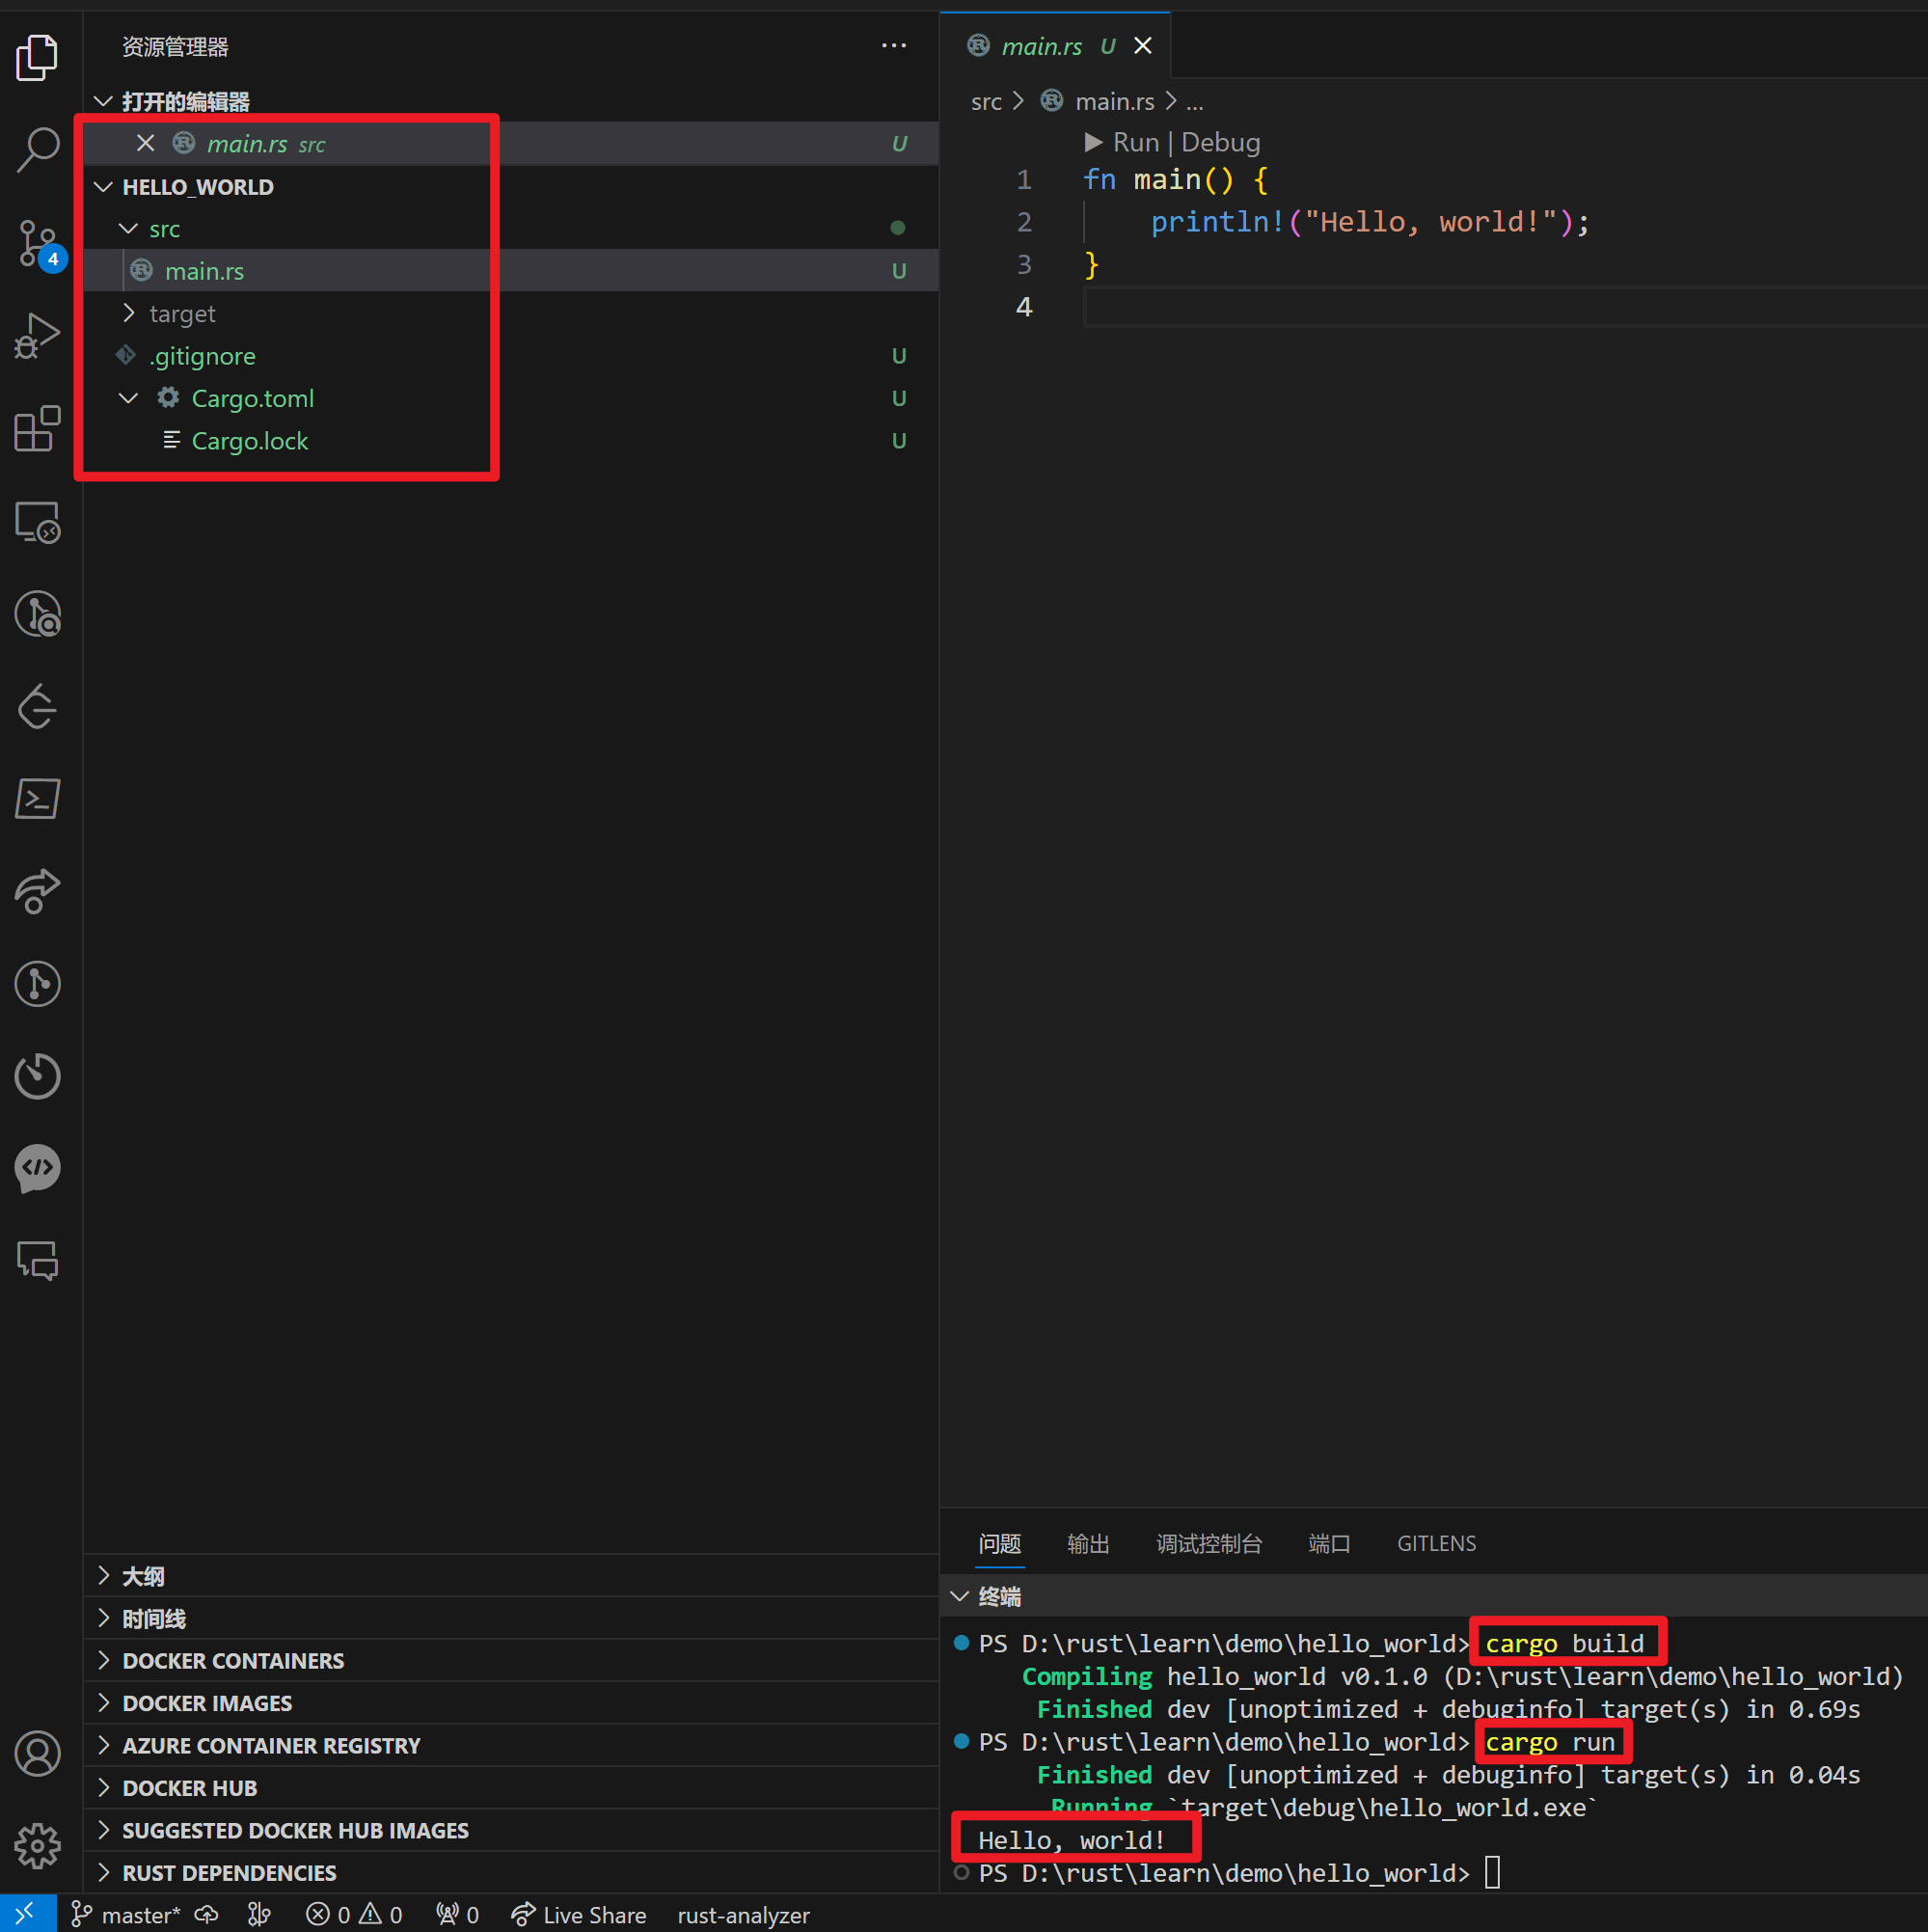 资源管理器
打开的编辑器
main.rs src U
HELLO_WORLD
src
main.rs U
target
.gitignore U
Cargo.toml U
Cargo.lock U
4
大纲
时间线
DOCKER CONTAINERS
DOCKER IMAGES
AZURE CONTAINER REGISTRY
DOCKER HUB
SUGGESTED DOCKER HUB IMAGES
RUST DEPENDENCIES
main.rs U
src > main.rs > ...
Run | Debug
1 fn main() {
2 println!("Hello, world!");
3 }
4
问题 输出 调试控制台 端口 GITLENS
终端
PS D:\rust\learn\demo\hello_world> cargo build
Compiling hello_world v0.1.0 (D:\rust\learn\demo\hello_world)
Finished dev [unoptimized + debuginfo] target(s) in 0.69s
PS D:\rust\learn\demo\hello_world> cargo run
Finished dev [unoptimized + debuginfo] target(s) in 0.04s
Running `target\debug\hello_world.exe`
Hello, world!
PS D:\rust\learn\demo\hello_world>
master* 0 0 0 Live Share rust-analyzer